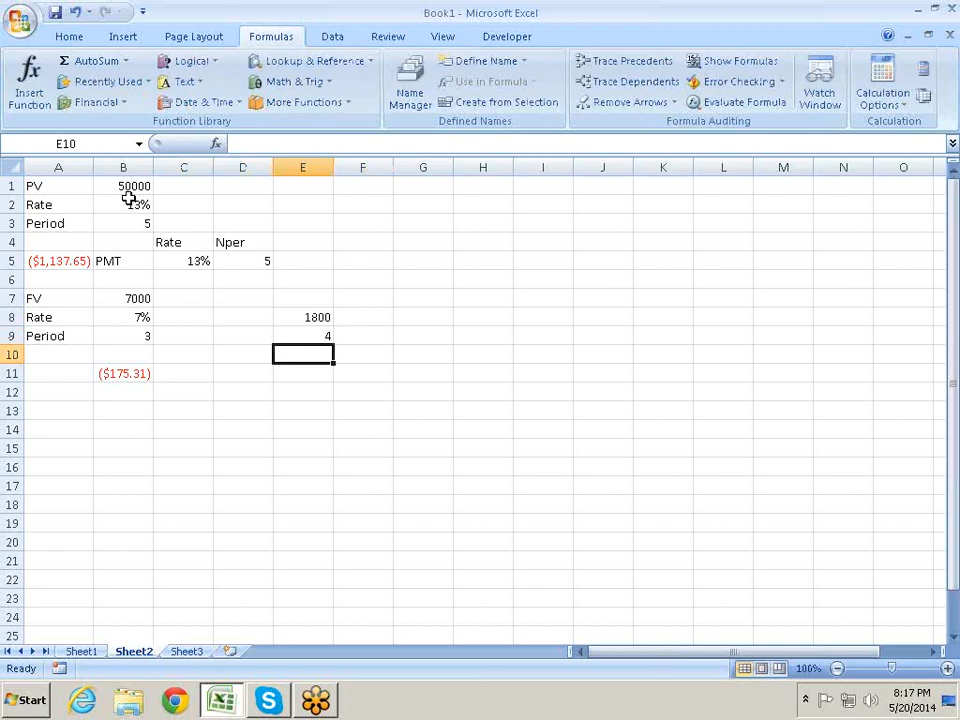 Book1 - Microsoft Excel
Home Insert Page Layout Formulas Data Review View Developer
fx Insert Function
Σ AutoSum
Recently Used
Financial
Logical
Text
Date & Time
Lookup & Reference
Math & Trig
More Functions
Function Library
Name Manager
Define Name
Use in Formula
Create from Selection
Defined Names
Trace Precedents
Trace Dependents
Remove Arrows
Show Formulas
Error Checking
Evaluate Formula
Formula Auditing
Watch Window
Calculation Options
Calculation
E10 fx
A B C D E F G H I J K L M N O
1 PV 50000
2 Rate 13%
3 Period 5
4 Rate Nper
5 ($1,137.65) PMT 13% 5
6
7 FV 7000
8 Rate 7% 1800
9 Period 3 4
10
11 ($175.31)
12
13
14
15
16
17
18
19
20
21
22
23
24
25
Sheet1 Sheet2 Sheet3
Ready 100%
Start 8:17 PM
5/20/2014